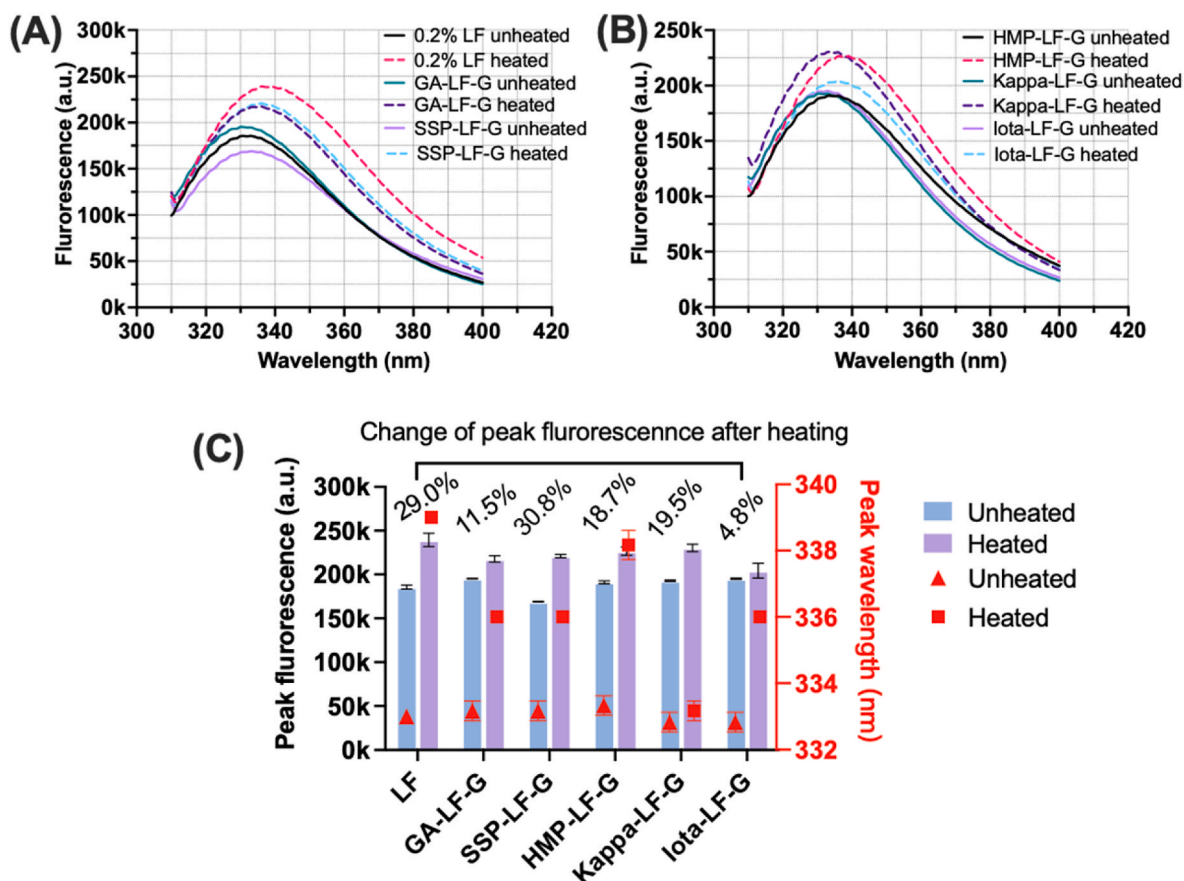 (A)
300k
250k
200k
150k
100k
50k
0k
Flurorescence (a.u.)
300 320 340 360 380 400 420
Wavelength (nm)
0.2% LF unheated
0.2% LF heated
GA-LF-G unheated
GA-LF-G heated
SSP-LF-G unheated
SSP-LF-G heated
(B)
250k
200k
150k
100k
50k
0k
Flurorescence (a.u.)
300 320 340 360 380 400 420
Wavelength (nm)
HMP-LF-G unheated
HMP-LF-G heated
Kappa-LF-G unheated
Kappa-LF-G heated
Iota-LF-G unheated
Iota-LF-G heated
(C)
Change of peak flurorescennce after heating
29.0% 11.5% 30.8% 18.7% 19.5% 4.8%
300k
250k
200k
150k
100k
50k
0k
Peak flurorescence (a.u.)
340
338
336
334
332
Peak wavelength (nm)
LF
GA-LF-G
SSP-LF-G
HMP-LF-G
Kappa-LF-G
Iota-LF-G
Unheated
Heated
Unheated
Heated